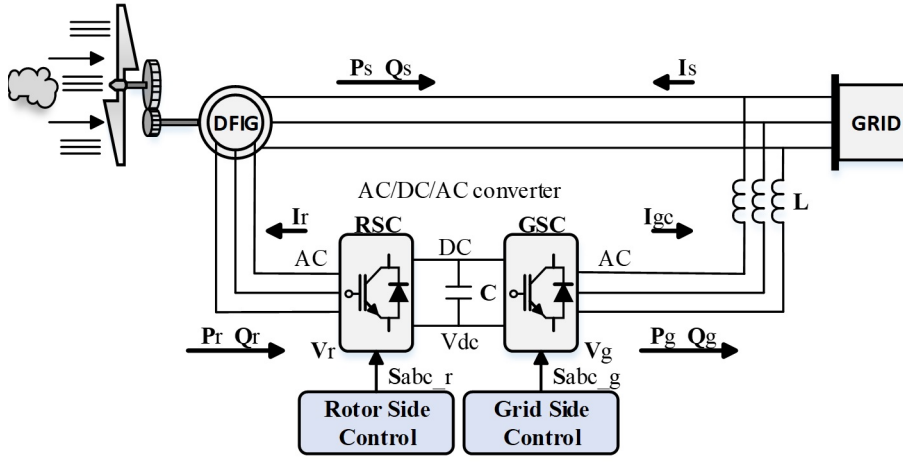 Ps Qs
Is
DFIG
GRID
AC/DC/AC converter
L
Ir
RSC
GSC
Igc
AC
DC
AC
C
Pr Qr
Vr
Vdc
Vg
Pg Qg
Sabc_r
Sabc_g
Rotor Side
Control
Grid Side
Control